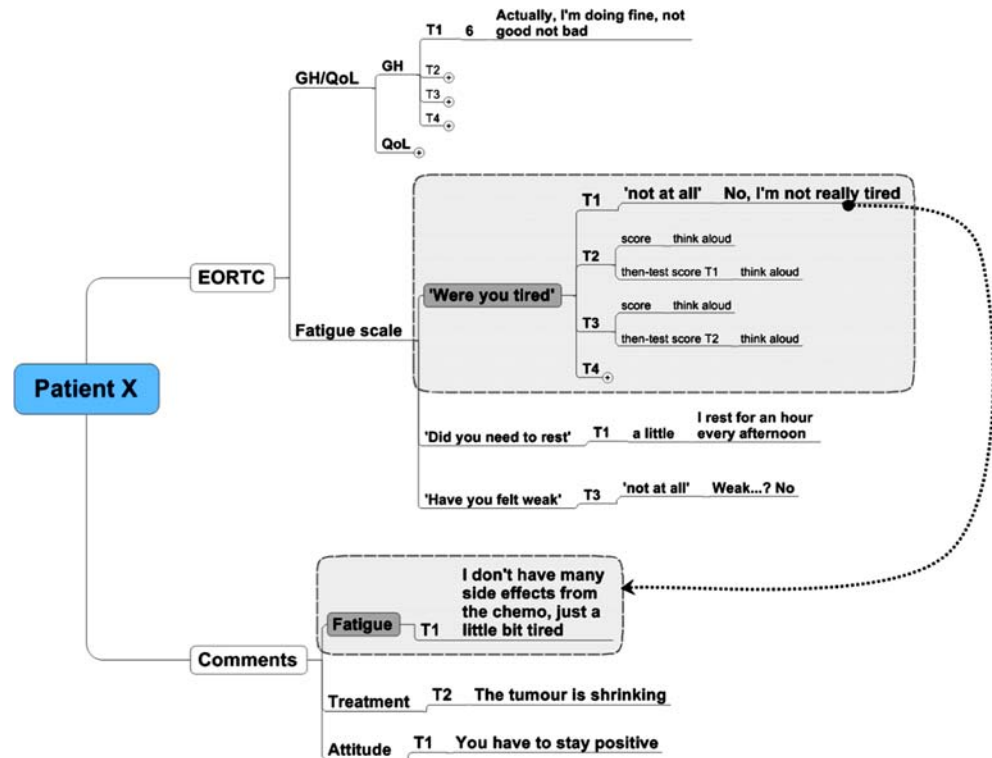 Patient X
EORTC
GH/QoL
GH
T1 6 Actually, I'm doing fine, not
good not bad
T2
T3
T4
QoL
Fatigue scale
'Were you tired'
T1 'not at all' No, I'm not really tired
T2
score think aloud
then-test score T1 think aloud
T3
score think aloud
then-test score T2 think aloud
T4
'Did you need to rest' T1 a little I rest for an hour
every afternoon
'Have you felt weak' T3 'not at all' Weak...? No
Comments
Fatigue T1 I don't have many
side effects from
the chemo, just a
little bit tired
Treatment T2 The tumour is shrinking
Attitude T1 You have to stay positive